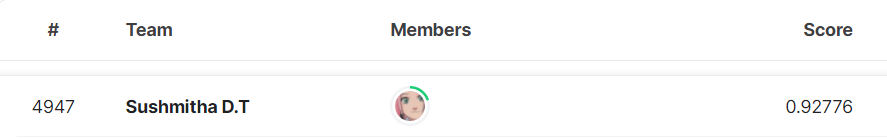 # Team Members Score
4947 Sushmitha D.T 0.92776